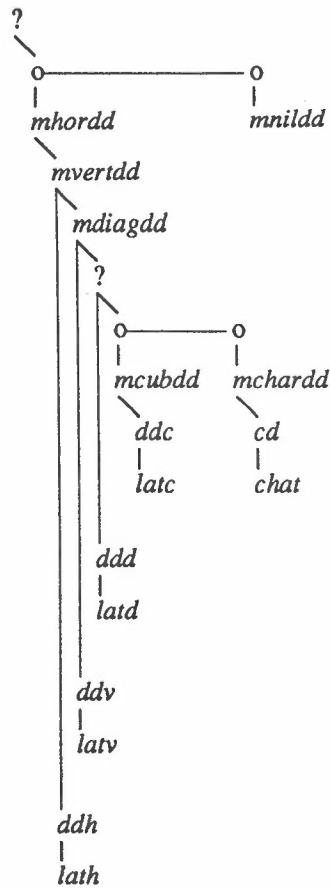 ?
o o
mhordd mnildd
mvertdd
mdiagdd
?
o o
mcubdd mchardd
ddc cd
latc chat
ddd
latd
ddv
latv
ddh
lath